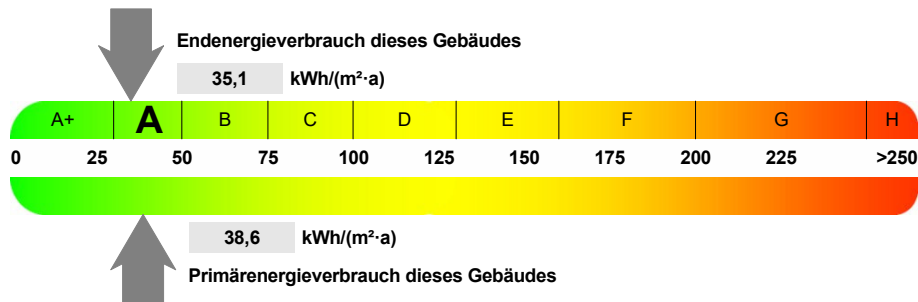 Endenergieverbrauch dieses Gebäudes
35,1 kWh/(m²·a)
A+ A B C D E F G H
0 25 50 75 100 125 150 175 200 225 >250
38,6 kWh/(m²·a)
Primärenergieverbrauch dieses Gebäudes